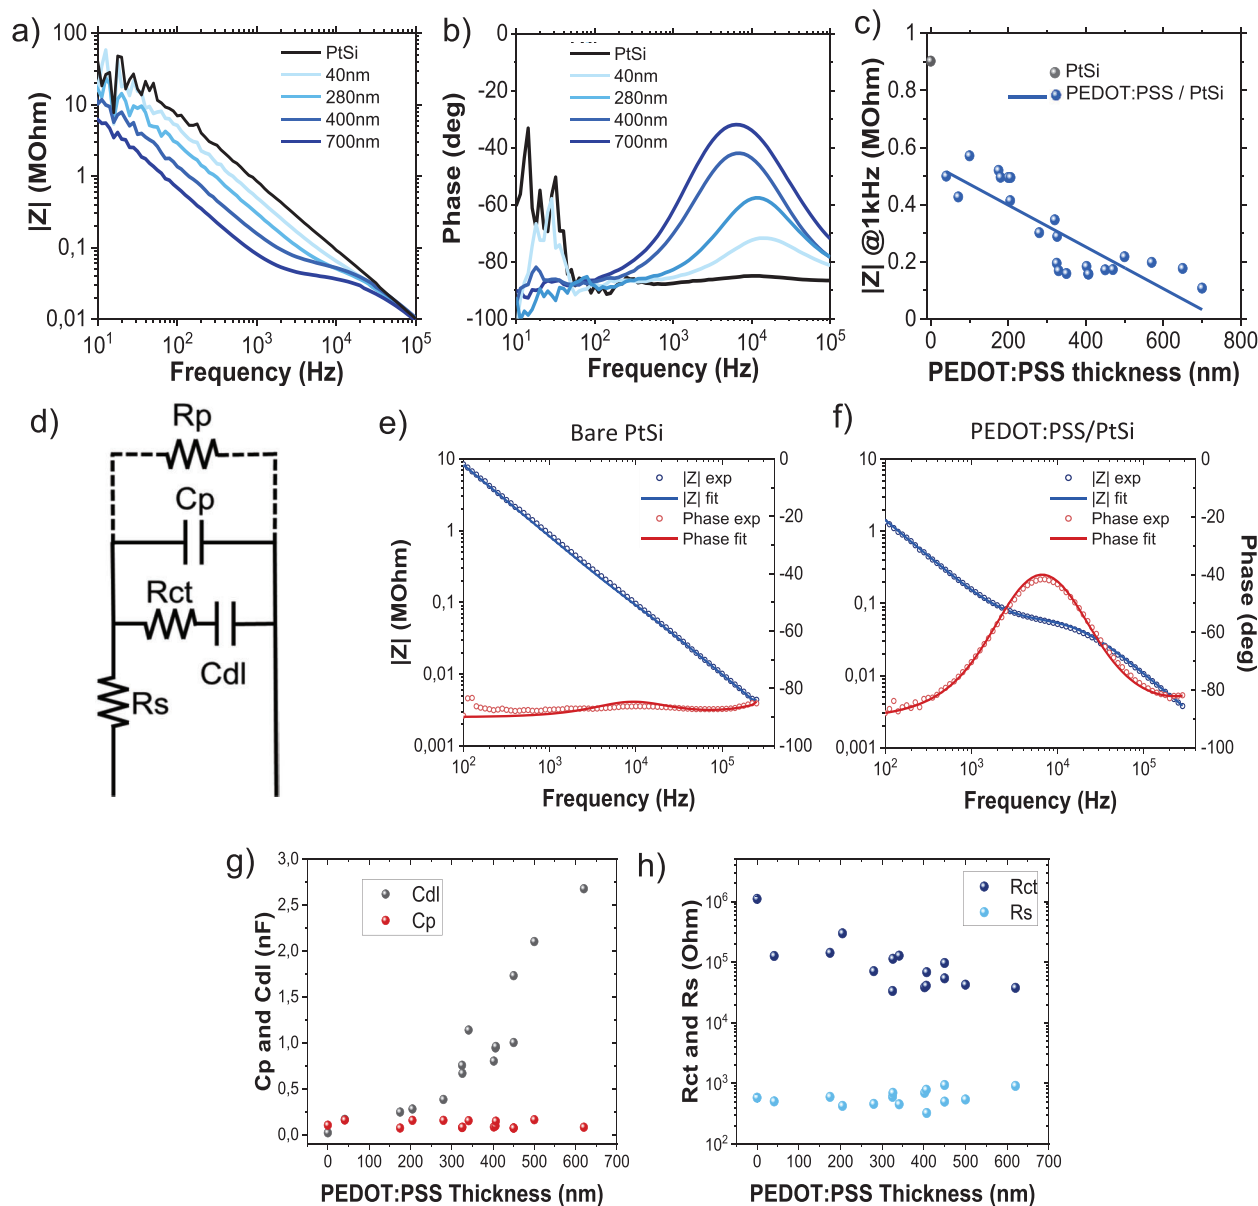 a)
100
10
1
0,1
0,01
|Z| (MOhm)
PtSi
40nm
280nm
400nm
700nm
10^1 10^2 10^3 10^4 10^5
Frequency (Hz)
b)
0
-20
-40
-60
-80
-100
Phase (deg)
PtSi
40nm
280nm
400nm
700nm
10^1 10^2 10^3 10^4 10^5
Frequency (Hz)
c)
1
0.8
0.6
0.4
0.2
0
|Z| @1kHz (MOhm)
PtSi
PEDOT:PSS / PtSi
0 200 400 600 800
PEDOT:PSS thickness (nm)
d)
Rp
Cp
Rct
Cdl
Rs
e)
Bare PtSi
10
1
0,1
0,01
0,001
|Z| (MOhm)
|Z| exp
|Z| fit
Phase exp
Phase fit
0
-20
-40
-60
-80
-100
10^2 10^3 10^4 10^5
Frequency (Hz)
f)
PEDOT:PSS/PtSi
10
1
0,1
0,01
0,001
|Z| exp
|Z| fit
Phase exp
Phase fit
0
-20
-40
-60
-80
-100
Phase (deg)
10^2 10^3 10^4 10^5
Frequency (Hz)
g)
3,0
2,5
2,0
1,5
1,0
0,5
0,0
Cp and Cdl (nF)
Cdl
Cp
0 100 200 300 400 500 600 700
PEDOT:PSS Thickness (nm)
h)
10^6
10^5
10^4
10^3
10^2
Rct and Rs (Ohm)
Rct
Rs
0 100 200 300 400 500 600 700
PEDOT:PSS Thickness (nm)